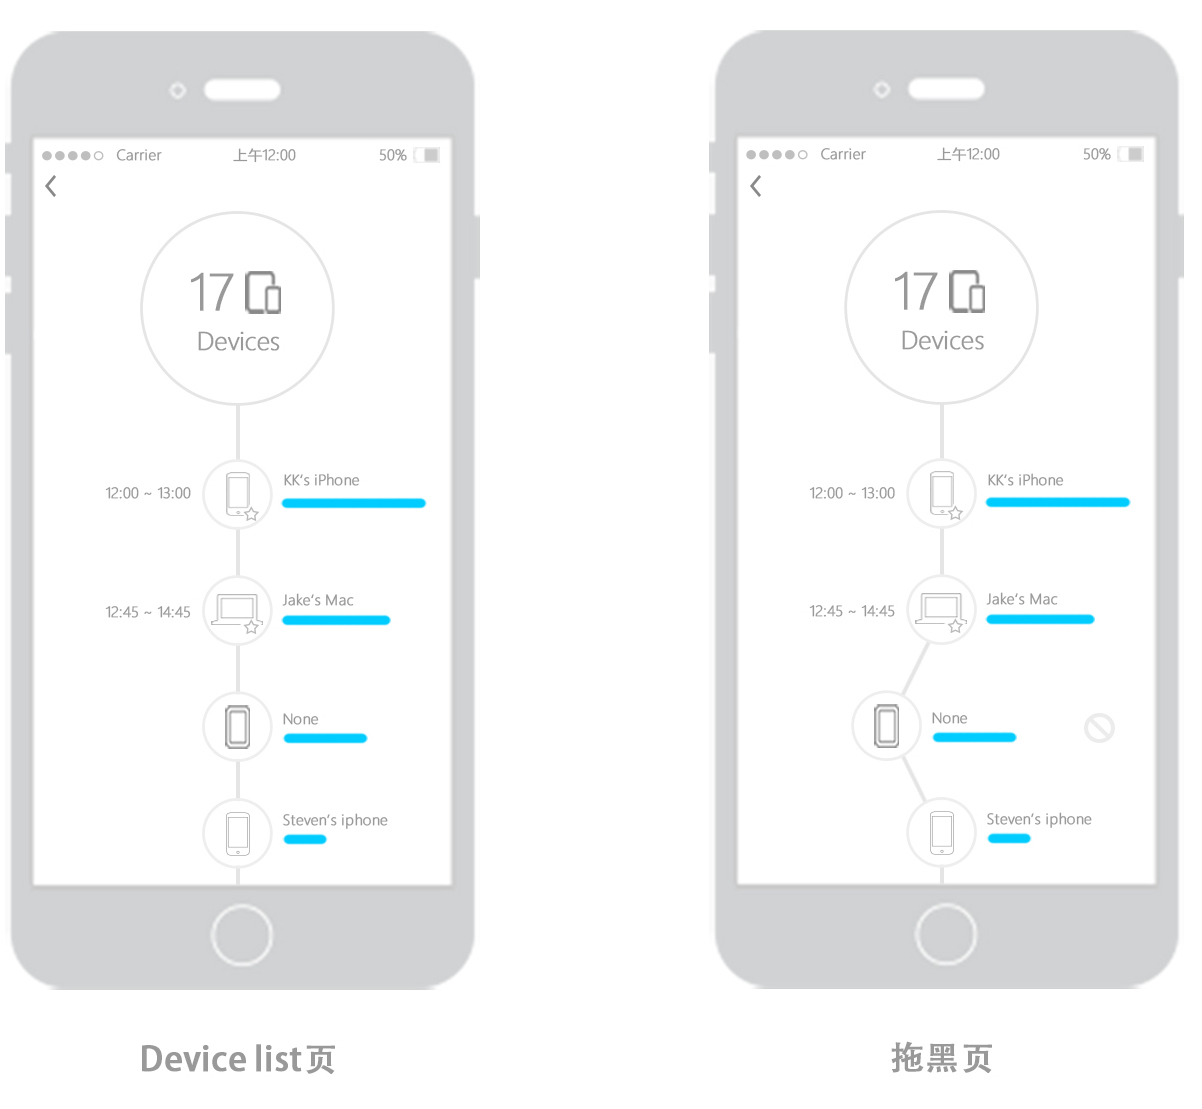 Carrier 上午12:00 50%
17
Devices
KK's iPhone
12:00 ~ 13:00
Jake's Mac
12:45 ~ 14:45
None
Steven's iphone
Device list页
Carrier 上午12:00 50%
17
Devices
KK's iPhone
12:00 ~ 13:00
Jake's Mac
12:45 ~ 14:45
None
Steven's iphone
拖黑页